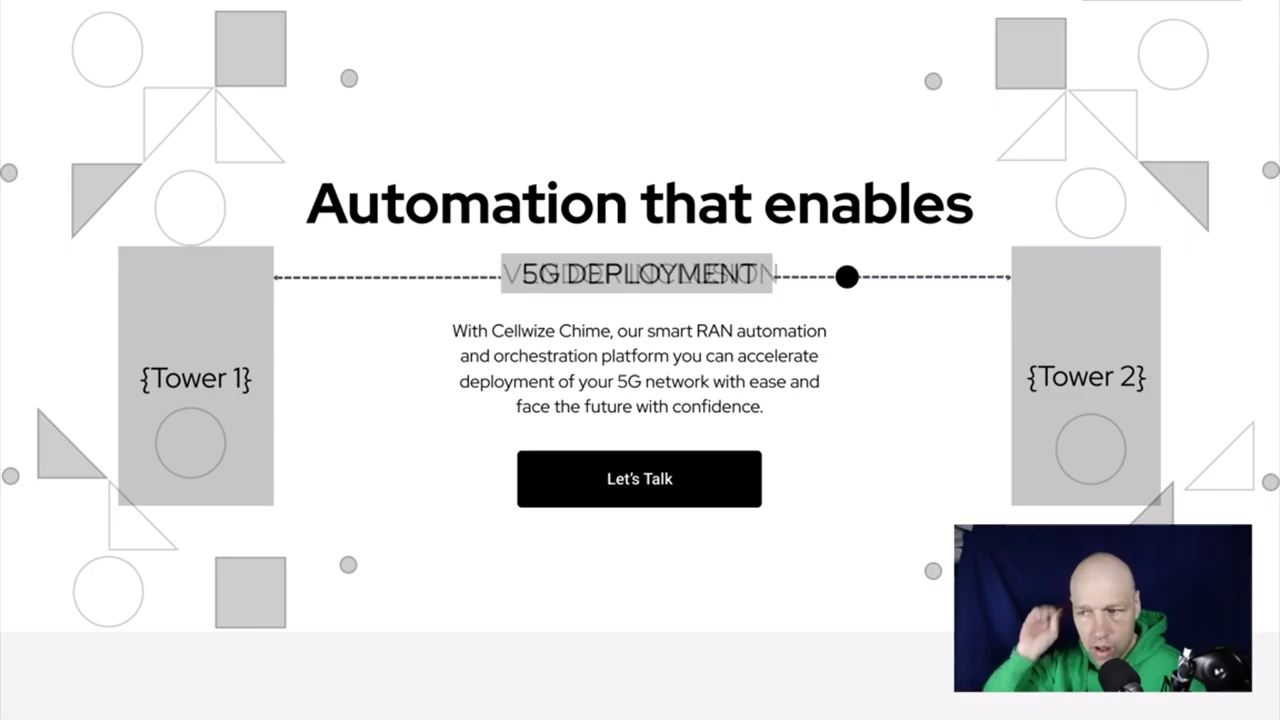 Automation that enables
5G DEPLOYMENT
With Cellwize Chime, our smart RAN automation
and orchestration platform you can accelerate
deployment of your 5G network with ease and
face the future with confidence.
{Tower 1}
{Tower 2}
Let's Talk